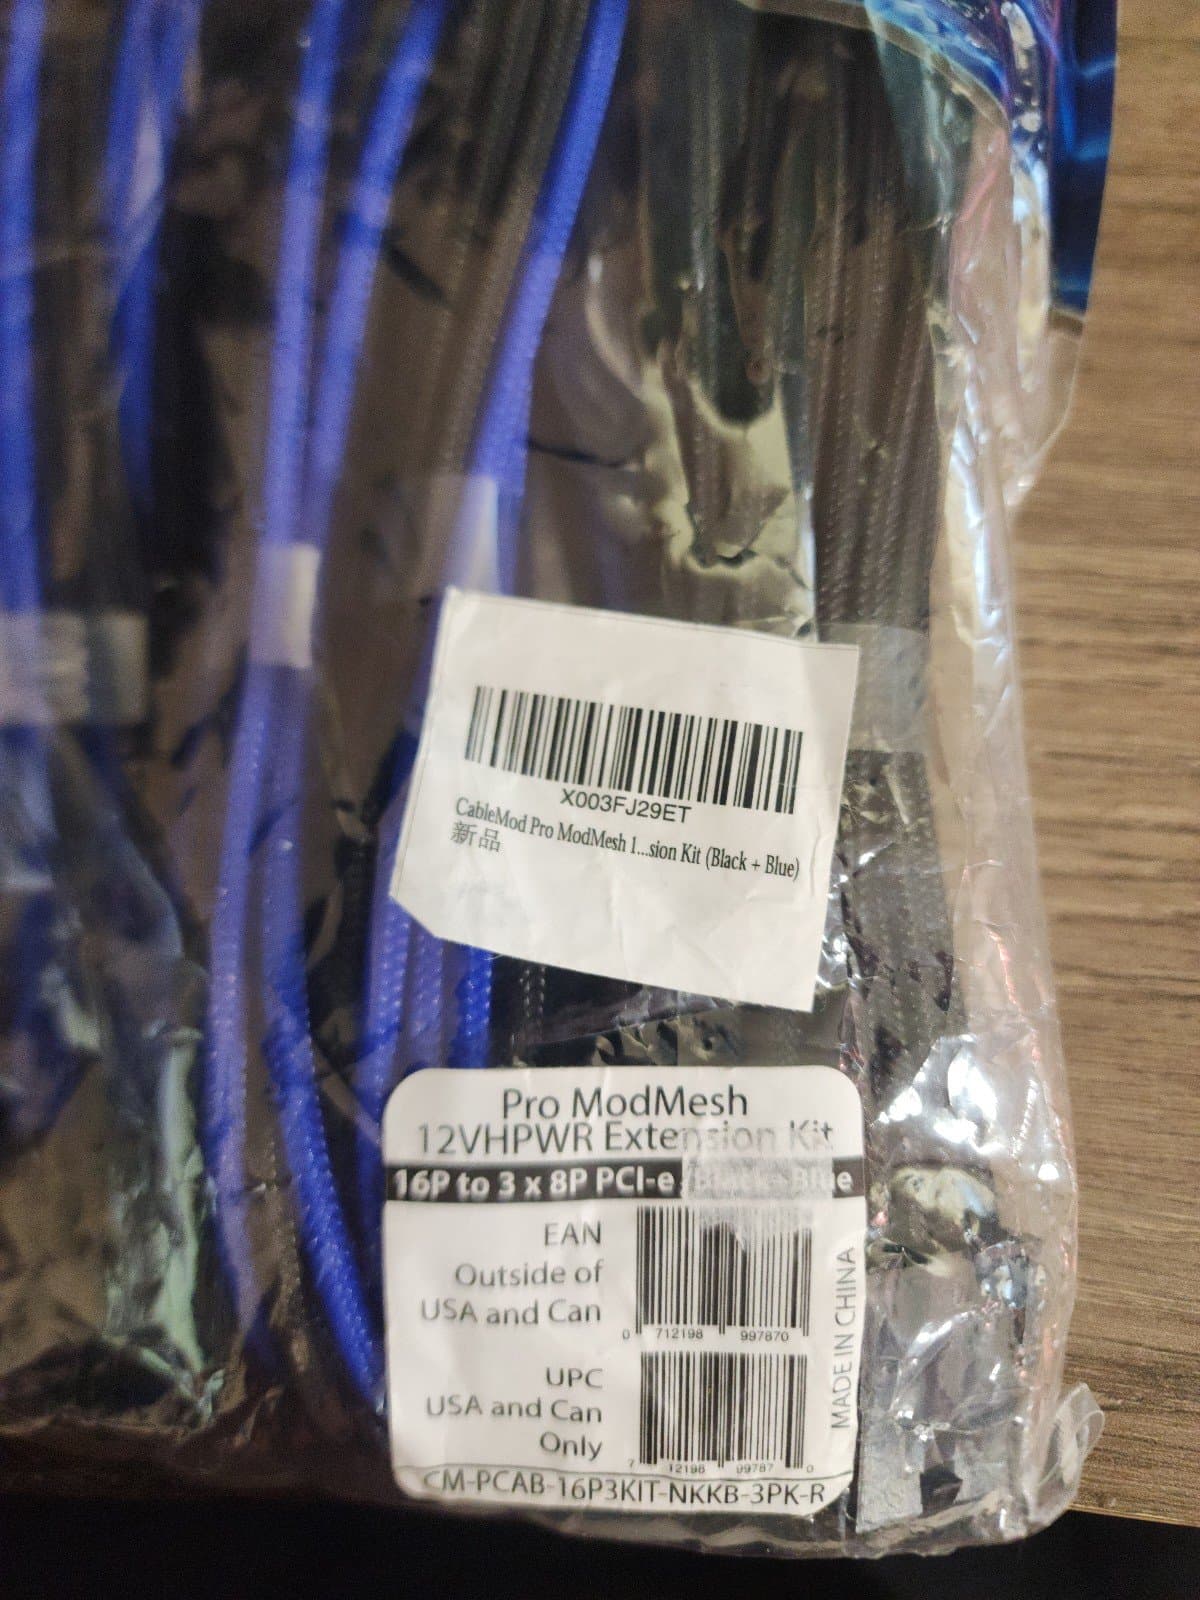 X003FJ29ET
CableMod Pro ModMesh 1...sion Kit (Black + Blue)
新品
Pro ModMesh
12VHPWR Extension Kit
16P to 3 x 8P PCI-e Black+Blue
EAN
Outside of
USA and Can
0 712198 997870
UPC
USA and Can
Only
7 12198 99787 0
MADE IN CHINA
CM-PCAB-16P3KIT-NKKB-3PK-R